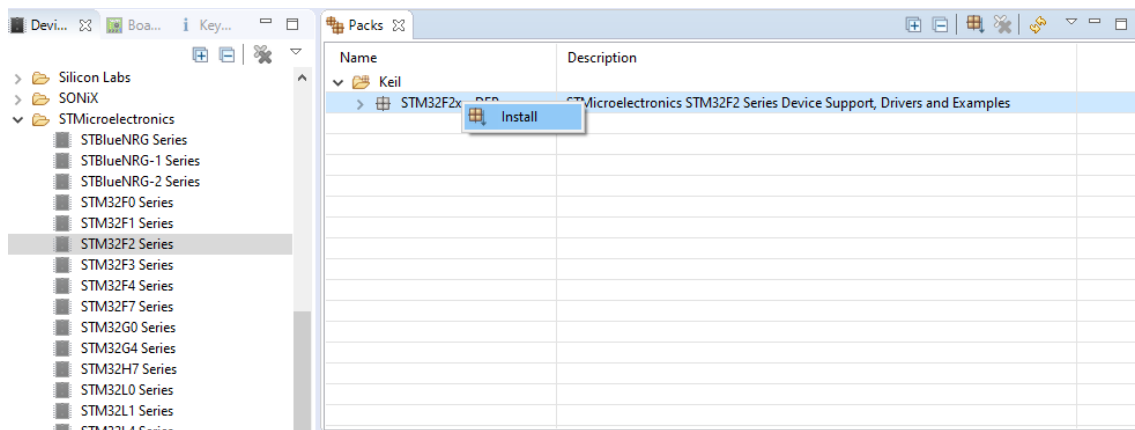 Devi...
Boa...
Key...
Silicon Labs
SONiX
STMicroelectronics
STBlueNRG Series
STBlueNRG-1 Series
STBlueNRG-2 Series
STM32F0 Series
STM32F1 Series
STM32F2 Series
STM32F3 Series
STM32F4 Series
STM32F7 Series
STM32G0 Series
STM32G4 Series
STM32H7 Series
STM32L0 Series
STM32L1 Series
Packs
Name Description
Keil
STMicroelectronics STM32F2 Series Device Support, Drivers and Examples
Install